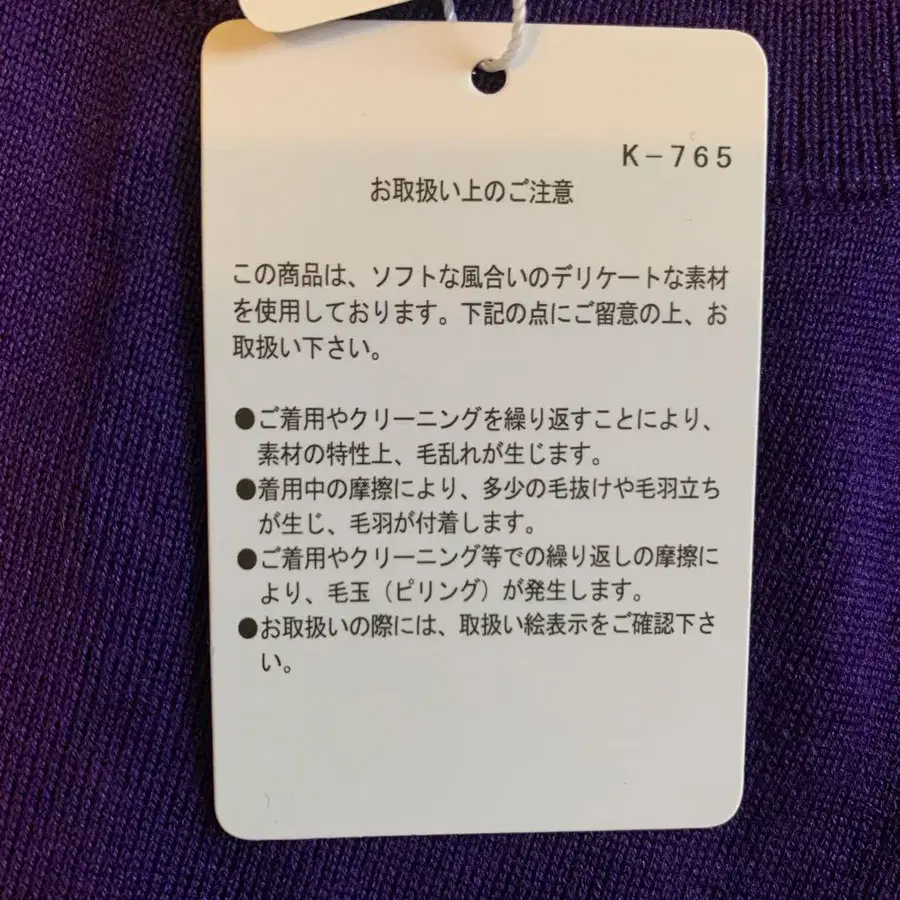 K-765
お取扱い上のご注意
この商品は、ソフトな風合いのデリケートな素材
を使用しております。下記の点にご留意の上、お
取扱い下さい。
●ご着用やクリーニングを繰り返すことにより、
素材の特性上、毛乱れが生じます。
●着用中の摩擦により、多少の毛抜けや毛羽立ち
が生じ、毛羽が付着します。
●ご着用やクリーニング等での繰り返しの摩擦に
より、毛玉（ピリング）が発生します。
●お取扱いの際には、取扱い絵表示をご確認下さ
い。